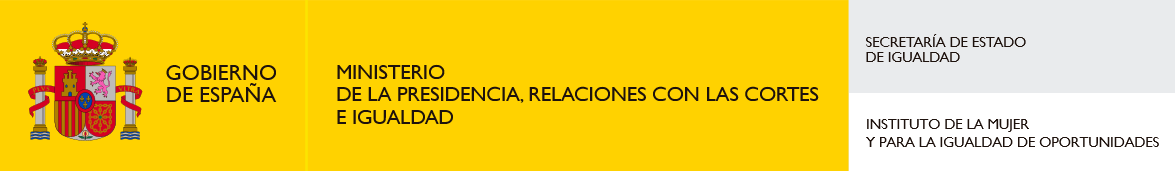 GOBIERNO
DE ESPAÑA
MINISTERIO
DE LA PRESIDENCIA, RELACIONES CON LAS CORTES
E IGUALDAD
SECRETARÍA DE ESTADO
DE IGUALDAD
INSTITUTO DE LA MUJER
Y PARA LA IGUALDAD DE OPORTUNIDADES